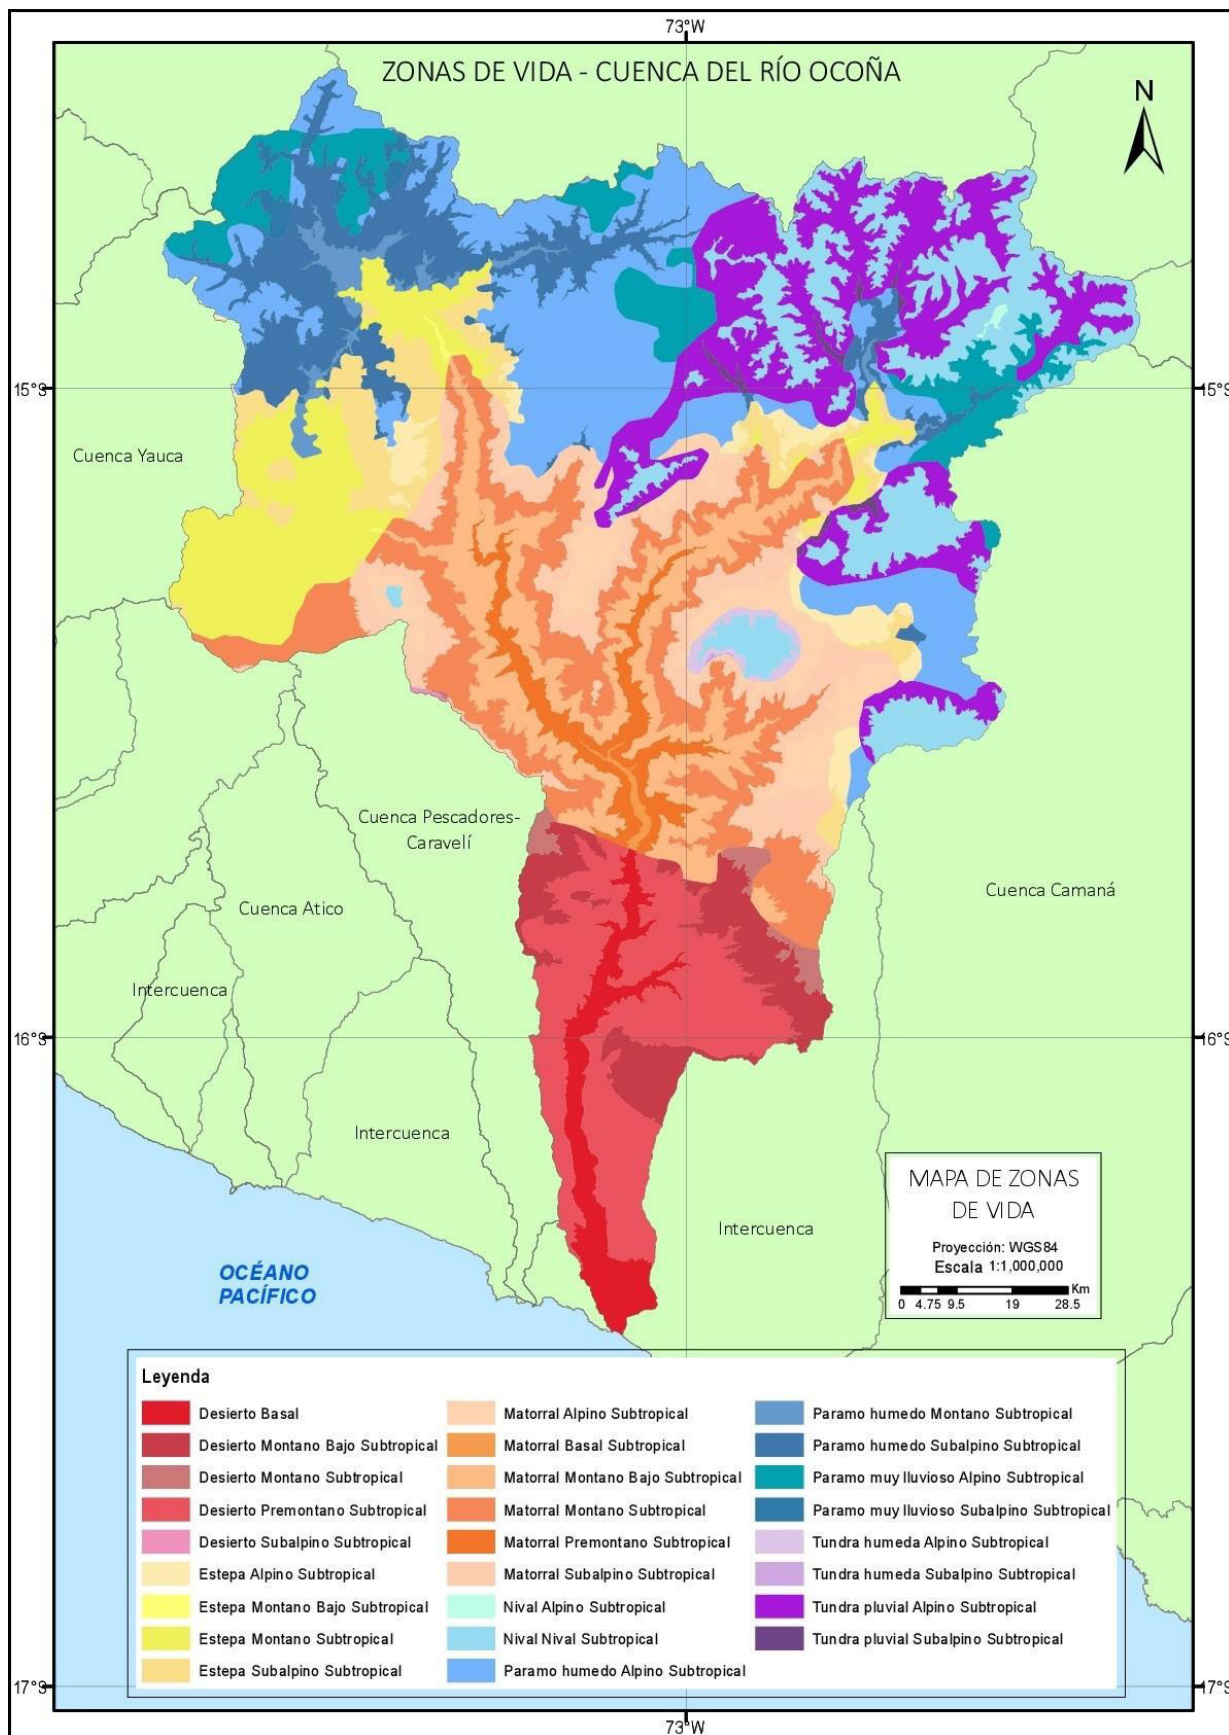 73°W
ZONAS DE VIDA - CUENCA DEL RÍO OCOÑA
N
15°S
15°S
Cuenca Yauca
Cuenca Pescadores-
Caravelí
Cuenca Camaná
Cuenca Atico
Intercuenca
16°S
16°S
Intercuenca
Intercuenca
MAPA DE ZONAS
DE VIDA
Proyección: WGS84
Escala 1:1,000,000
Km
0 4.75 9.5 19 28.5
OCÉANO
PACÍFICO
Leyenda
Desierto Basal
Desierto Montano Bajo Subtropical
Desierto Montano Subtropical
Desierto Premontano Subtropical
Desierto Subalpino Subtropical
Estepa Alpino Subtropical
Estepa Montano Bajo Subtropical
Estepa Montano Subtropical
Estepa Subalpino Subtropical
Matorral Alpino Subtropical
Matorral Basal Subtropical
Matorral Montano Bajo Subtropical
Matorral Montano Subtropical
Matorral Premontano Subtropical
Matorral Subalpino Subtropical
Nival Alpino Subtropical
Nival Nival Subtropical
Paramo humedo Alpino Subtropical
Paramo humedo Montano Subtropical
Paramo humedo Subalpino Subtropical
Paramo muy lluvioso Alpino Subtropical
Paramo muy lluvioso Subalpino Subtropical
Tundra humeda Alpino Subtropical
Tundra humeda Subalpino Subtropical
Tundra pluvial Alpino Subtropical
Tundra pluvial Subalpino Subtropical
17°S
17°S
73°W